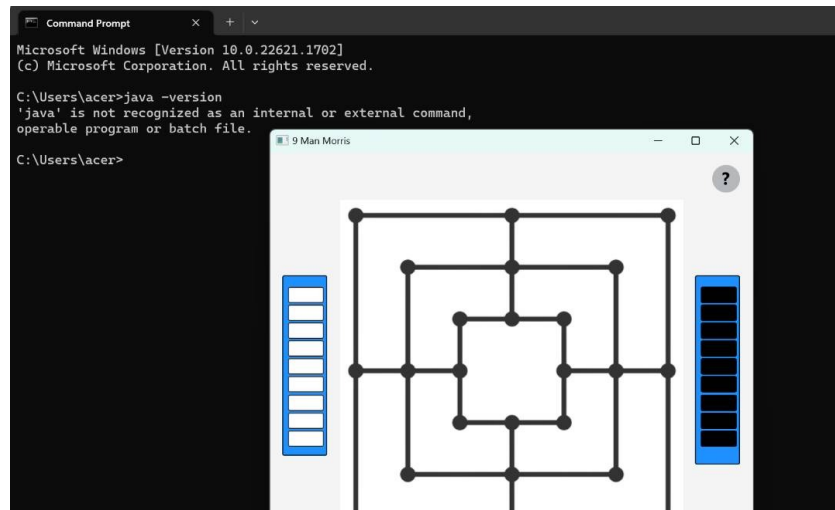 Command Prompt
Microsoft Windows [Version 10.0.22621.1702]
(c) Microsoft Corporation. All rights reserved.
C:\Users\acer>java -version
'java' is not recognized as an internal or external command,
operable program or batch file.
C:\Users\acer>
9 Man Morris
?